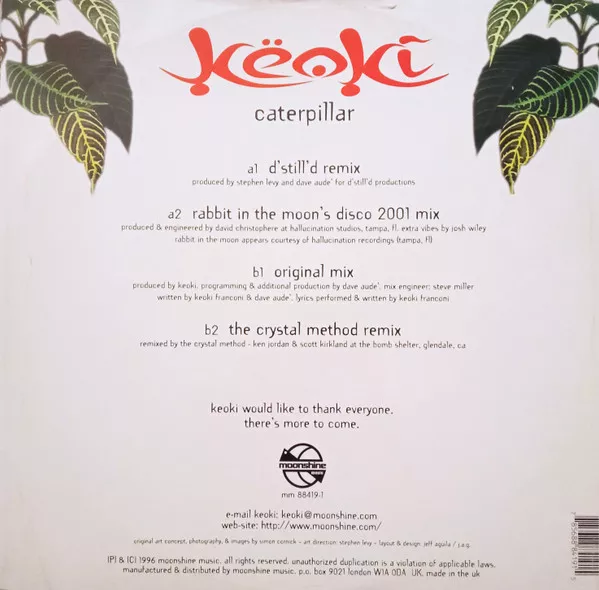 këoki
caterpillar
a1 d'still'd remix
produced by stephen levy and dave aude' for d'still'd productions
a2 rabbit in the moon's disco 2001 mix
produced & engineered by david christophere at hallucination studios, tampa, fl. extra vibes by josh wiley
rabbit in the moon appears courtesy of hallucination recordings (tampa, fl)
b1 original mix
produced by keoki. programming & additional production by dave aude'. mix engineer: steve miller
written by keoki franconi & dave aude'. lyrics performed & written by keoki franconi
b2 the crystal method remix
remixed by the crystal method - ken jordan & scott kirkland at the bomb shelter, glendale, ca
keoki would like to thank everyone.
there's more to come.
moonshine
music
mm 88419-1
e-mail keoki: keoki@moonshine.com
web-site: http://www.moonshine.com/
original art concept, photography, & images by simon cornick - art direction: stephen levy - layout & design: jeff aguila / j.a.g.
(P) & (C) 1996 moonshine music. all rights reserved. unauthorized duplication is a violation of applicable laws.
manufactured & distributed by moonshine music. p.o. box 9021 london W1A 0DA UK. made in the uk